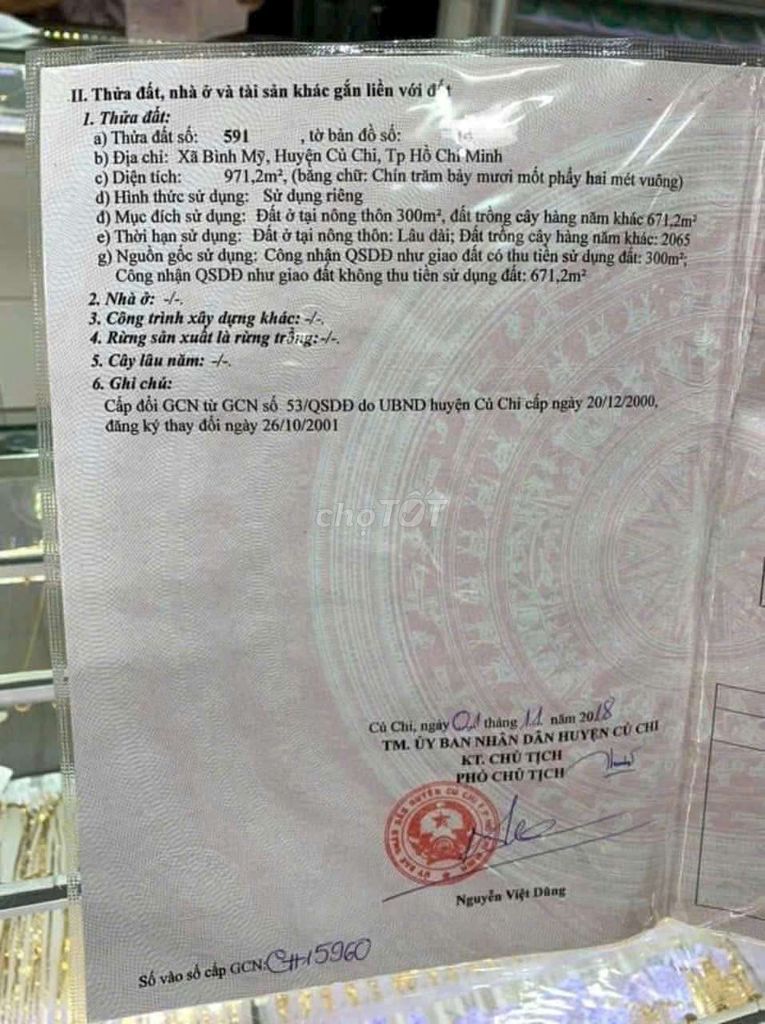 II. Thửa đất, nhà ở và tài sản khác gắn liền với đất
1. Thửa đất:
a) Thửa đất số: 591 , tờ bản đồ số:
b) Địa chỉ: Xã Bình Mỹ, Huyện Củ Chi, Tp Hồ Chí Minh
c) Diện tích: 971,2m², (bằng chữ: Chín trăm bảy mươi mốt phẩy hai mét vuông)
d) Hình thức sử dụng: Sử dụng riêng
đ) Mục đích sử dụng: Đất ở tại nông thôn 300m², đất trồng cây hàng năm khác 671,2m²
e) Thời hạn sử dụng: Đất ở tại nông thôn: Lâu dài; Đất trồng cây hàng năm khác: 2065
g) Nguồn gốc sử dụng: Công nhận QSDĐ như giao đất có thu tiền sử dụng đất: 300m²;
Công nhận QSDĐ như giao đất không thu tiền sử dụng đất: 671,2m²
2. Nhà ở: -/-.
3. Công trình xây dựng khác: -/-.
4. Rừng sản xuất là rừng trồng:-/-.
5. Cây lâu năm: -/-.
6. Ghi chú:
Cấp đổi GCN từ GCN số 53/QSDĐ do UBND huyện Củ Chi cấp ngày 20/12/2000,
đăng ký thay đổi ngày 26/10/2001
chợTỐT
Củ Chi, ngày 01 tháng 11 năm 2018
TM. ỦY BAN NHÂN DÂN HUYỆN CỦ CHI
KT. CHỦ TỊCH
PHÓ CHỦ TỊCH
Nguyễn Việt Dũng
Số vào sổ cấp GCN:CH15960